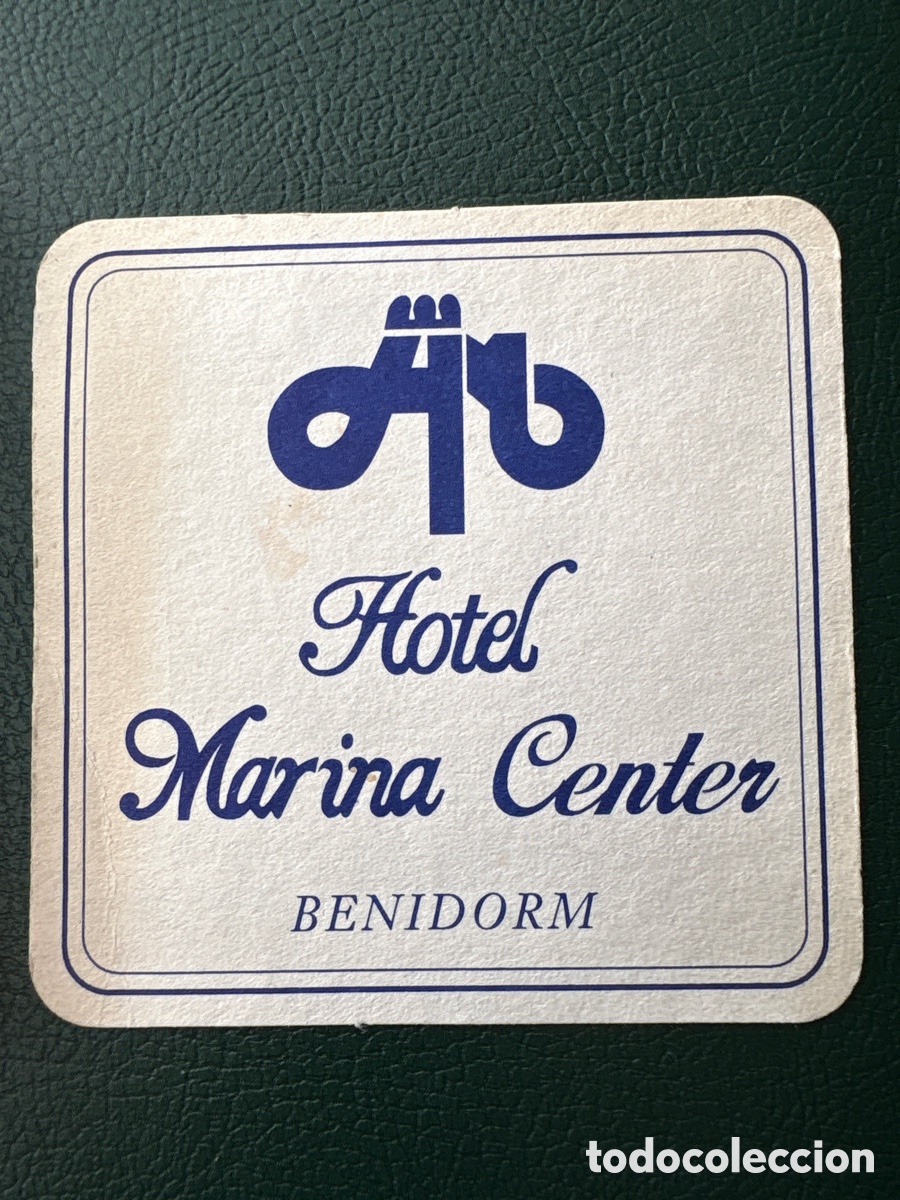 Hotel
Marina Center
BENIDORM
todocoleccion